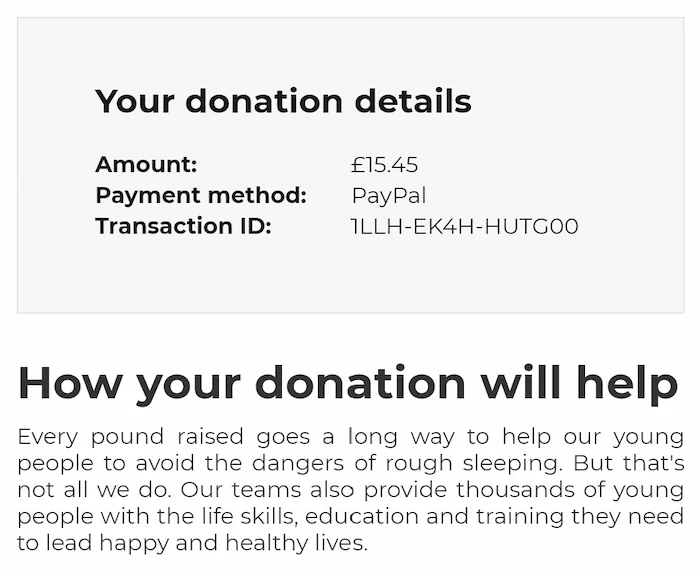 Your donation details
Amount: £15.45
Payment method: PayPal
Transaction ID: 1LLH-EK4H-HUTG00
How your donation will help
Every pound raised goes a long way to help our young
people to avoid the dangers of rough sleeping. But that's
not all we do. Our teams also provide thousands of young
people with the life skills, education and training they need
to lead happy and healthy lives.